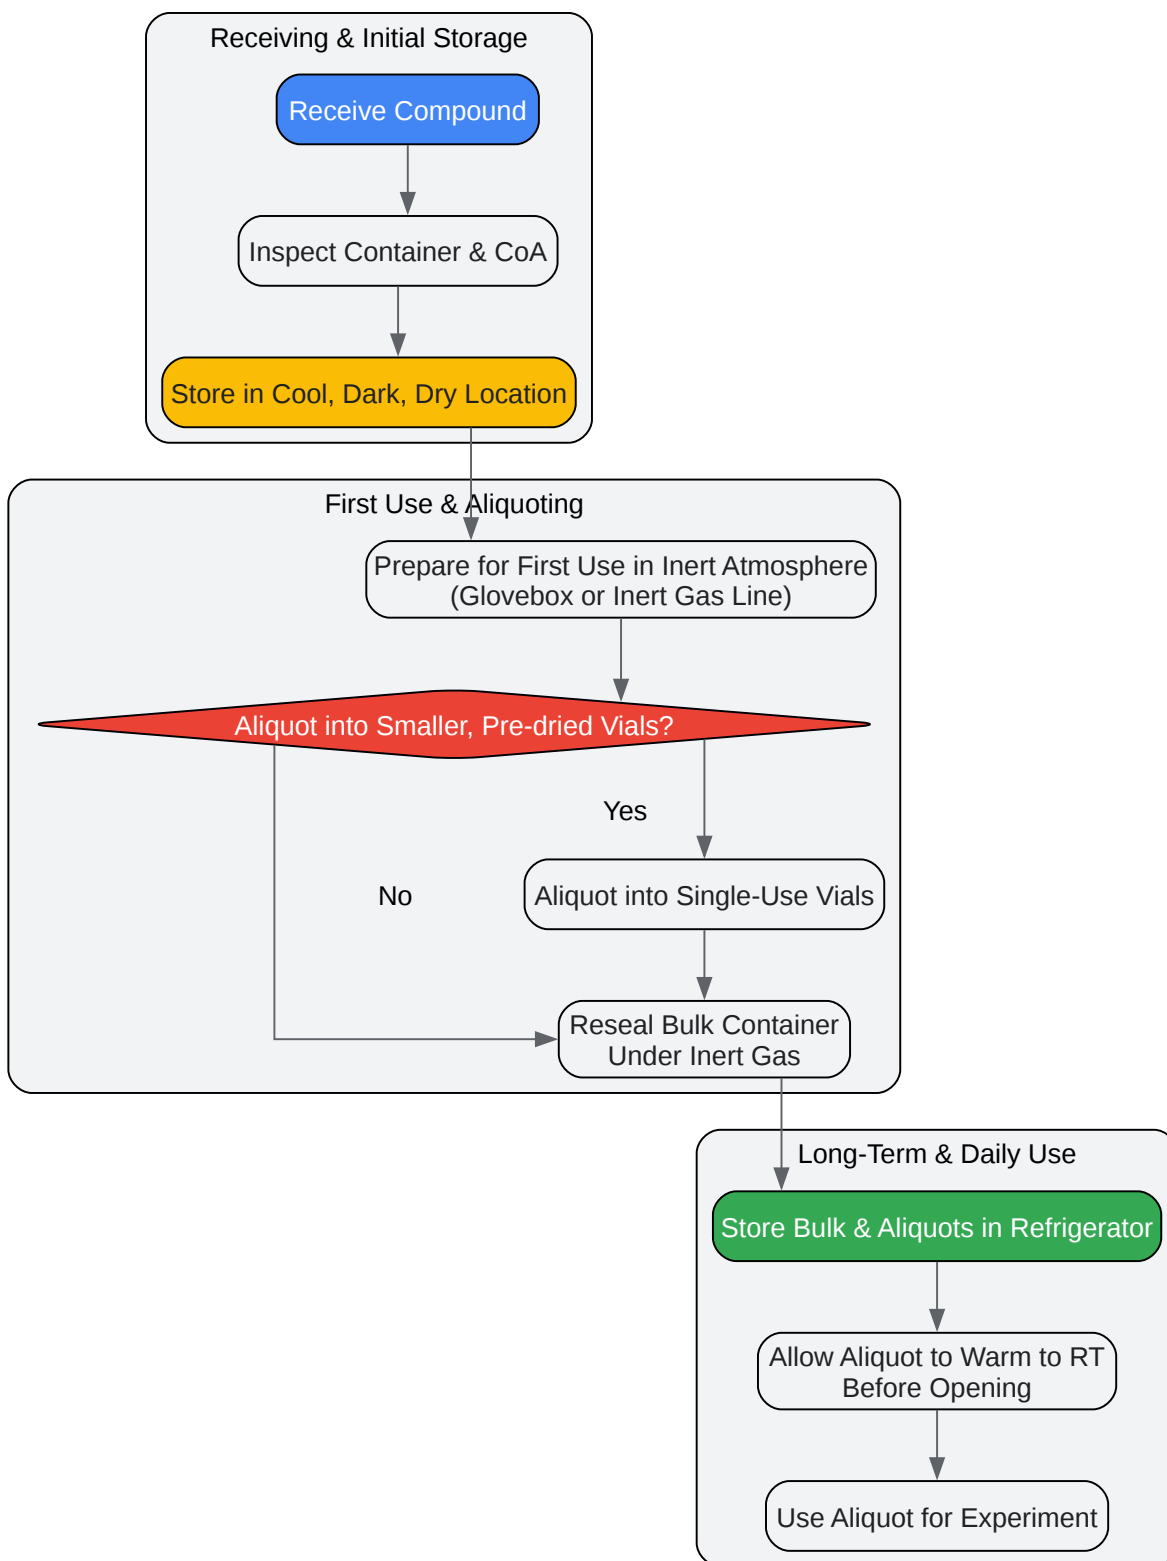 Receiving & Initial Storage
Receive Compound
Inspect Container & CoA
Store in Cool, Dark, Dry Location
First Use & Aliquoting
Prepare for First Use in Inert Atmosphere
(Glovebox or Inert Gas Line)
Aliquot into Smaller, Pre-dried Vials?
Yes
No
Aliquot into Single-Use Vials
Reseal Bulk Container
Under Inert Gas
Long-Term & Daily Use
Store Bulk & Aliquots in Refrigerator
Allow Aliquot to Warm to RT
Before Opening
Use Aliquot for Experiment